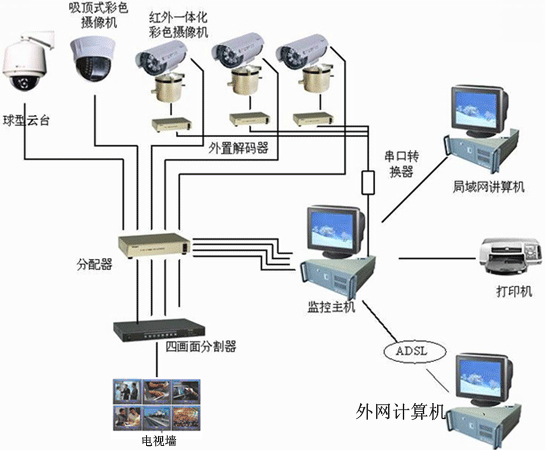 吸顶式彩色
摄像机
红外一体化
彩色摄像机
球型云台
外置解码器
串口转
换器
局域网讲算机
分配器
监控主机
打印机
四画面分割器
ADSL
外网计算机
电视墙